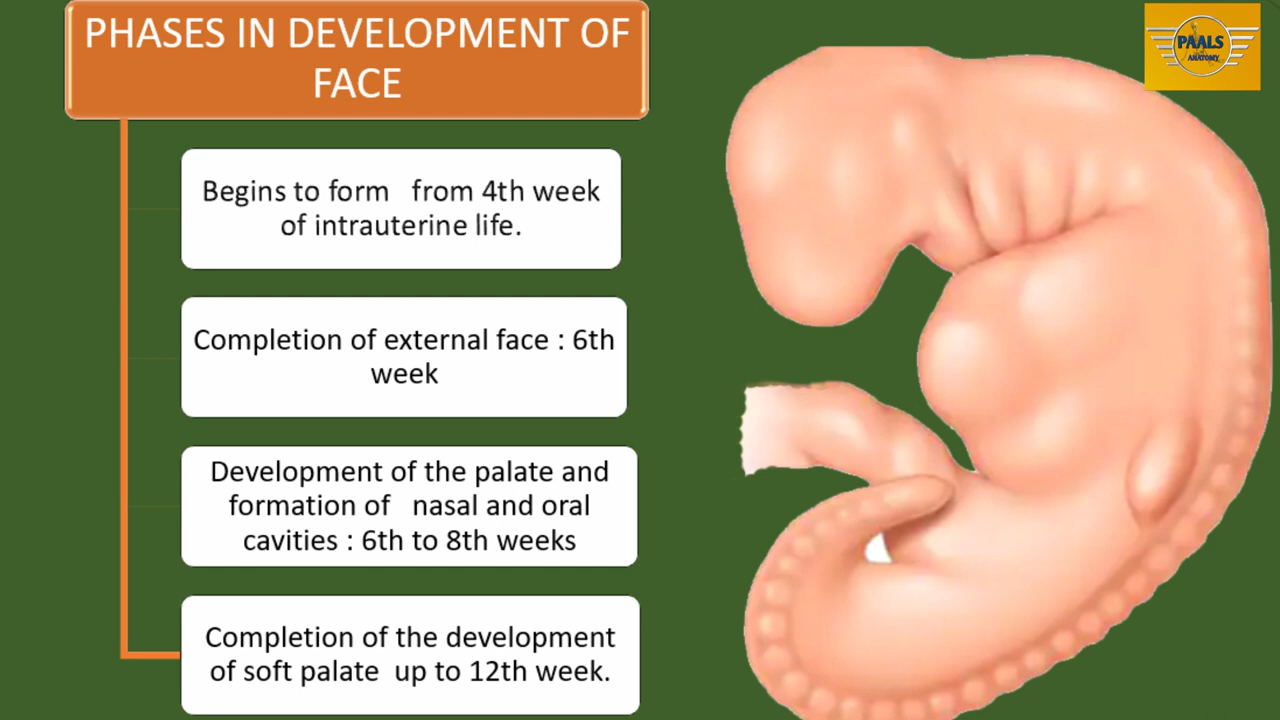 PHASES IN DEVELOPMENT OF
FACE
PAALS
ANATOMY
Begins to form   from 4th week
of intrauterine life.
Completion of external face : 6th
week
Development of the palate and
formation of   nasal and oral
cavities : 6th to 8th weeks
Completion of the development
of soft palate  up to 12th week.